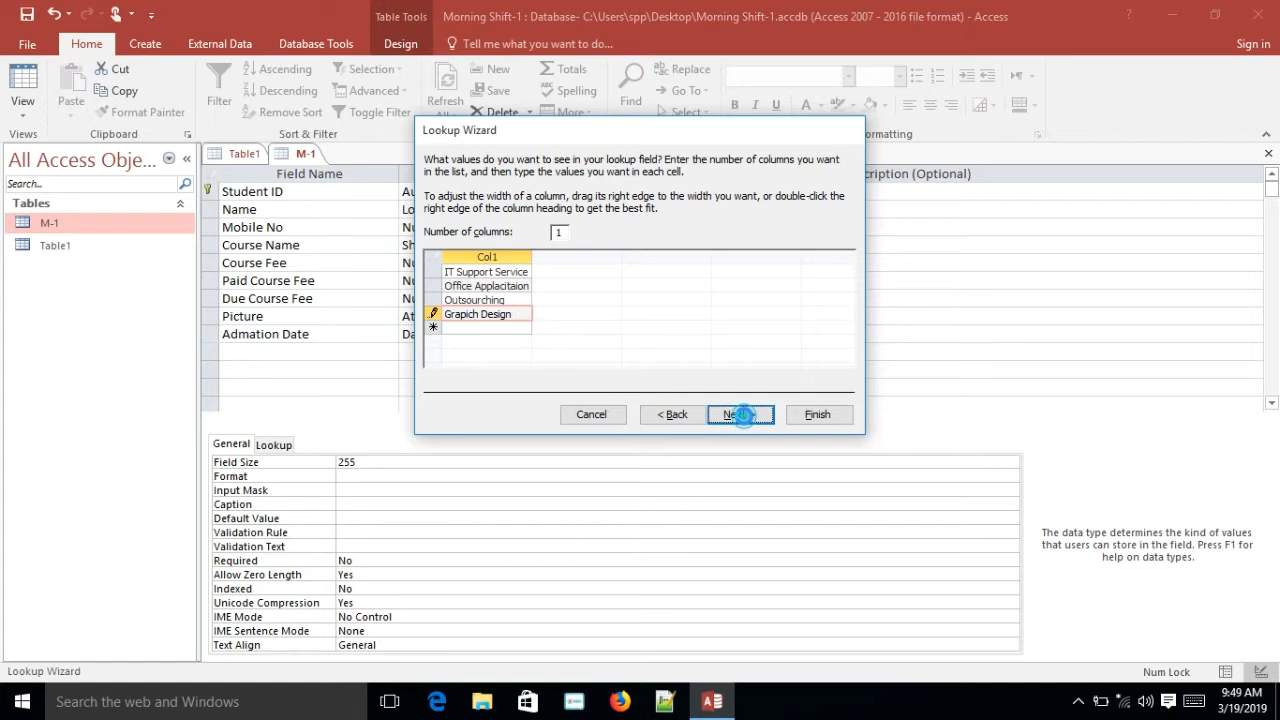 Table Tools
Morning Shift-1 : Database- C:\Users\spp\Desktop\Morning Shift-1.accdb (Access 2007 - 2016 file format) - Access
File Home Create External Data Database Tools Design Tell me what you want to do... Sign in
View
Views
Paste
Cut
Copy
Format Painter
Clipboard
Filter
Ascending
Descending
Remove Sort
Selection
Advanced
Toggle Filter
Sort & Filter
Refresh
New
Save
Delete
Totals
Spelling
More
Find
Replace
Go To
Select
B I U A
All Access Obje...
Search...
Tables
M-1
Table1
Table1 M-1
Field Name
Student ID
Name
Mobile No
Course Name
Course Fee
Paid Course Fee
Due Course Fee
Picture
Admation Date
Lookup Wizard
What values do you want to see in your lookup field? Enter the number of columns you want
in the list, and then type the values you want in each cell.
To adjust the width of a column, drag its right edge to the width you want, or double-click the
right edge of the column heading to get the best fit.
Number of columns: 1
Col1
IT Support Service
Office Applacitaion
Outsourching
Grapich Design
Cancel < Back Finish
General Lookup
Field Size 255
Format
Input Mask
Caption
Default Value
Validation Rule
Validation Text
Required No
Allow Zero Length Yes
Indexed No
Unicode Compression Yes
IME Mode No Control
IME Sentence Mode None
Text Align General
The data type determines the kind of values
that users can store in the field. Press F1 for
help on data types.
Lookup Wizard
Num Lock
Search the web and Windows
9:49 AM
3/19/2019